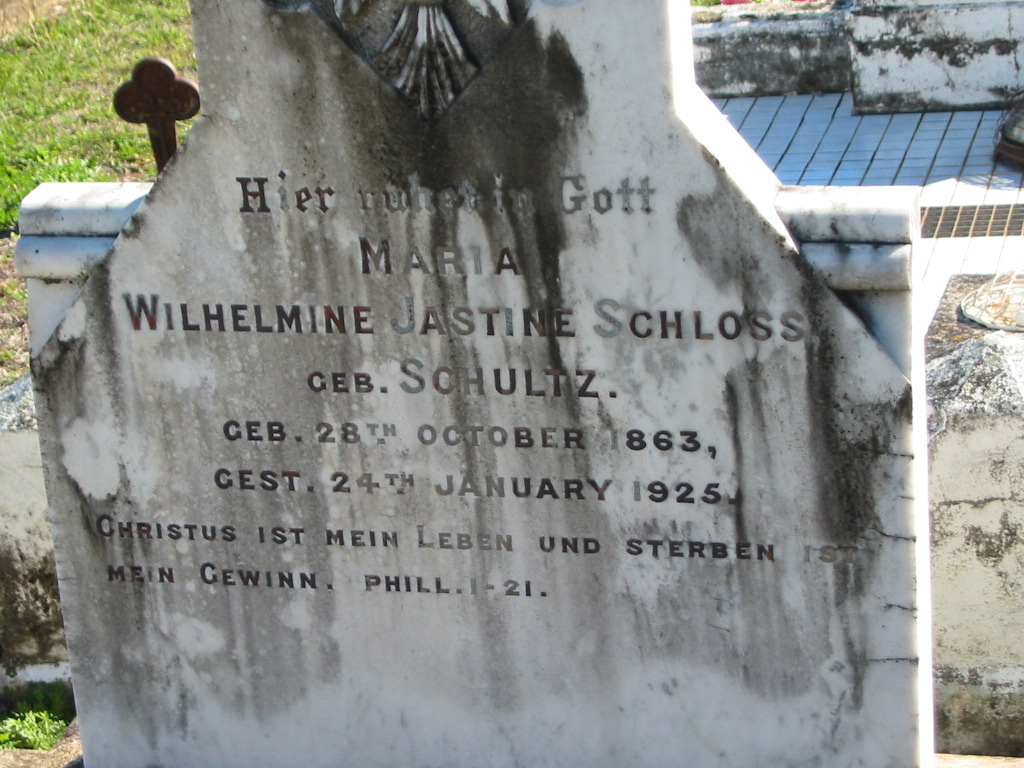 Hier ruhet in Gott
MARIA
WILHELMINE JASTINE SCHLOSS
GEB. SCHULTZ.
GEB. 28TH OCTOBER 1863,
GEST. 24TH JANUARY 1925.
CHRISTUS IST MEIN LEBEN UND STERBEN IST
MEIN GEWINN. PHILL. 1-21.